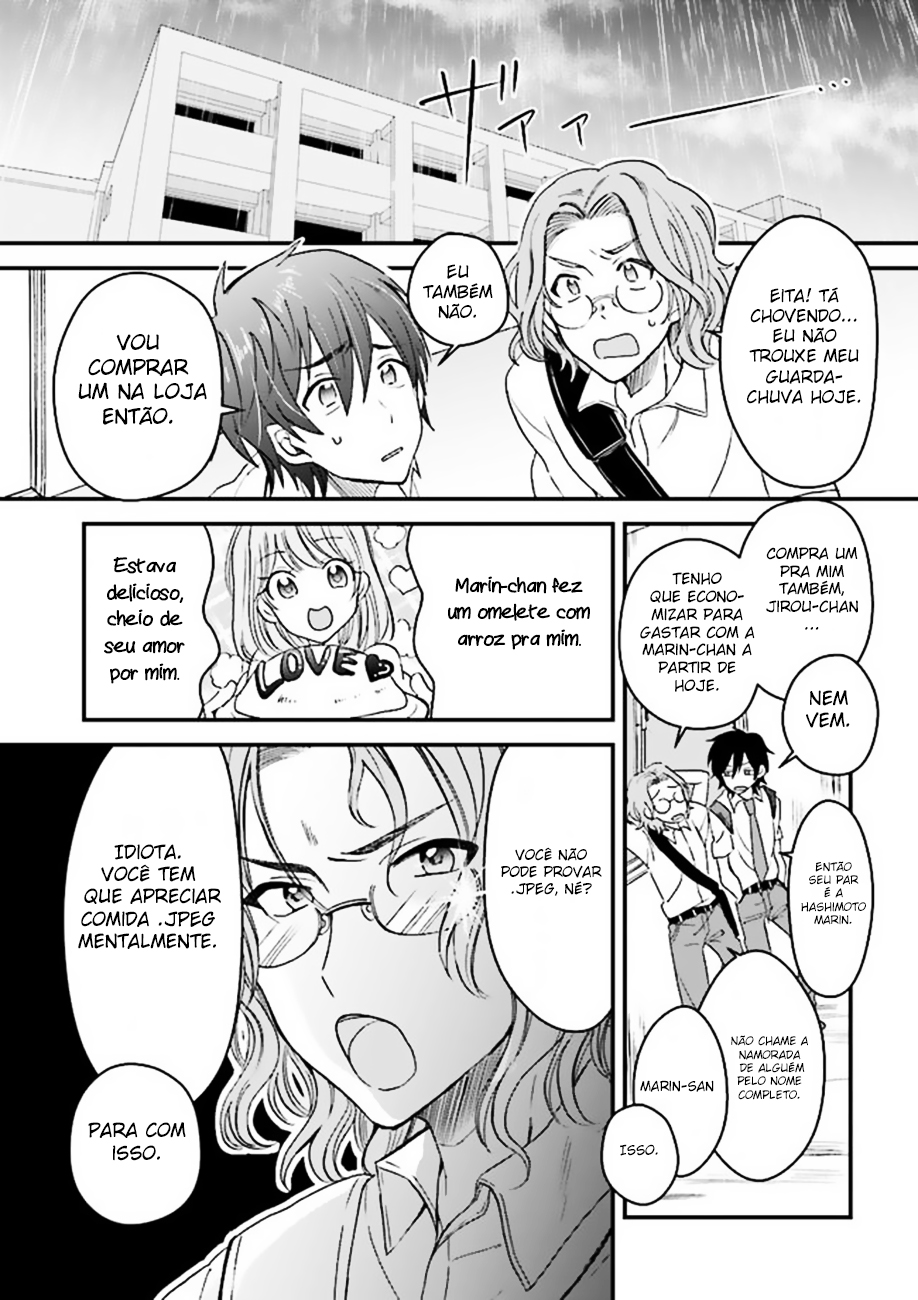 ザアァー…
EITA! TÁ
CHOVENDO...
EU NÃO
TROUXE MEU
GUARDA-
CHUVA HOJE.
EU
TAMBÉM
NÃO.
VOU
COMPRAR
UM NA LOJA
ENTÃO.
COMPRA UM
PRA MIM
TAMBÉM,
JIROU-CHAN
...
NEM
VEM.
TENHO
QUE ECONO-
MIZAR PARA
GASTAR COM A
MARIN-CHAN A
PARTIR DE
HOJE.
ENTÃO
SEU PAR
É A
HASHIMOTO
MARIN.
NÃO CHAME A
NAMORADA
DE ALGUÉM
PELO NOME
COMPLETO.
MARIN-SAN
ISSO.
Marin-chan fez
um omelete com
arroz pra mim.
LOVE
Estava
delicioso,
cheio de
seu amor
por mim.
VOCÊ NÃO
PODE PROVAR
.JPEG, NÉ?
IDIOTA.
VOCÊ TEM
QUE APRECIAR
COMIDA .JPEG
MENTALMENTE.
PARA COM
ISSO.